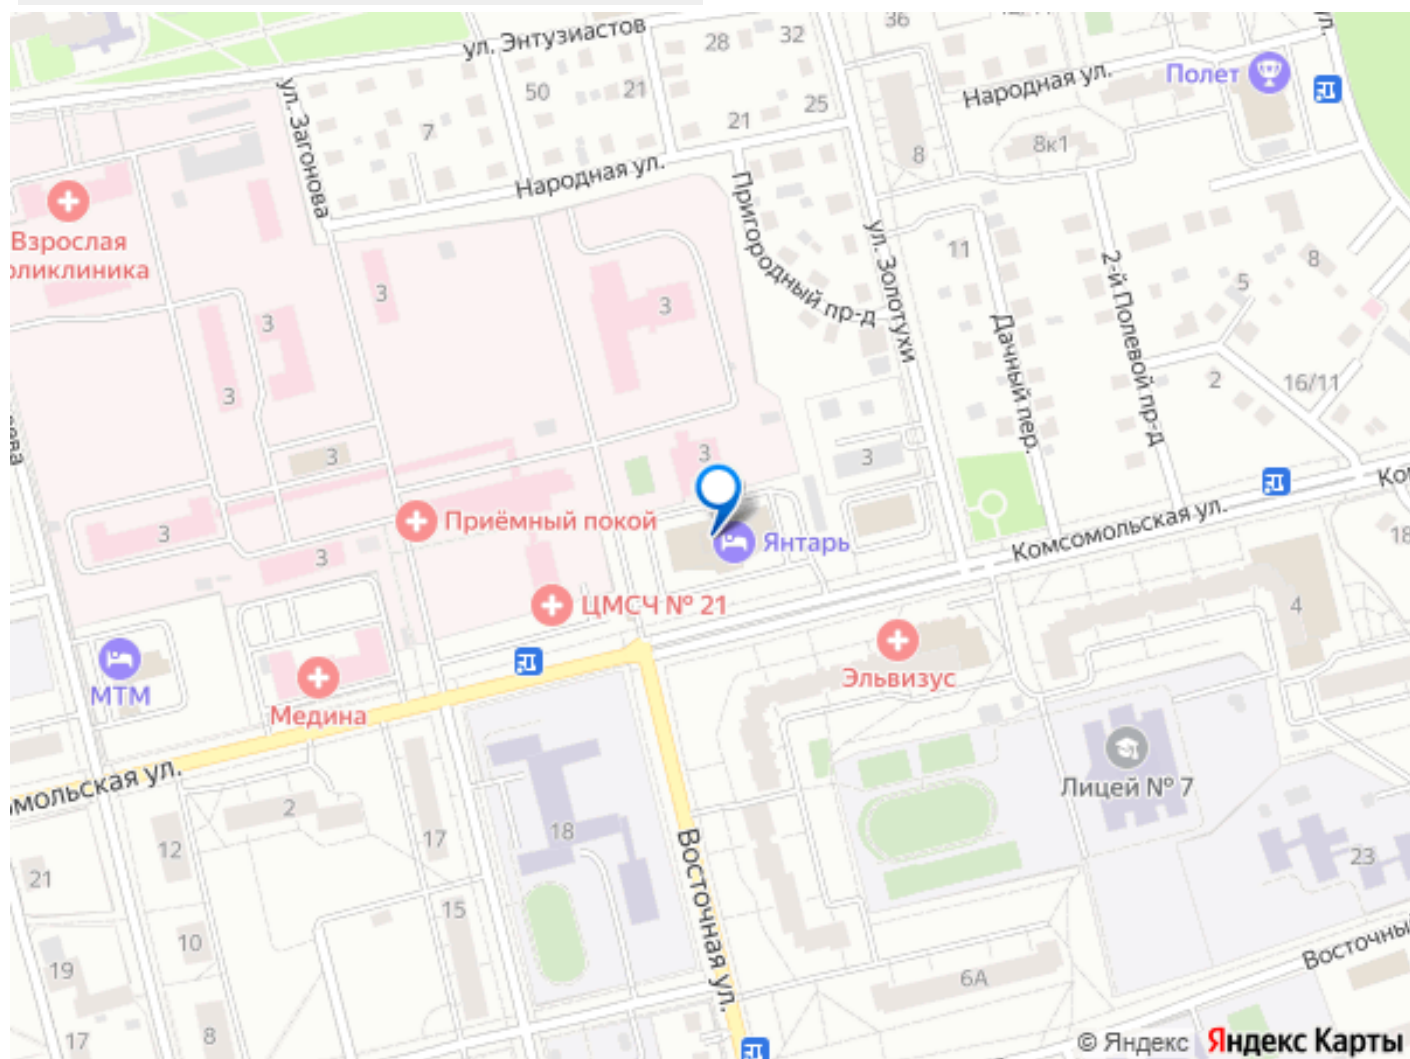 ул. Энтузиастов
28
32
36
ул.
Народная ул.
Полет
50
21
25
21
7
ул. Загонова
Народная ул.
8
8к1
Взрослая
оликлиника
Пригородный пр-д
ул. Золотухи
11
2-й Полевой пр-д
8
5
3
3
3
3
Дачный пер.
2
16/11
ова
3
3
3
Ко
3
Приёмный покой
Янтарь
Комсомольская ул.
18
3
ЦМСЧ № 21
4
МТМ
Медина
Эльвизус
Лицей № 7
мольская ул.
2
12
17
18
23
21
Восточная ул.
15
10
19
6А
Восточны
17
8
© Яндекс Яндекс Карты